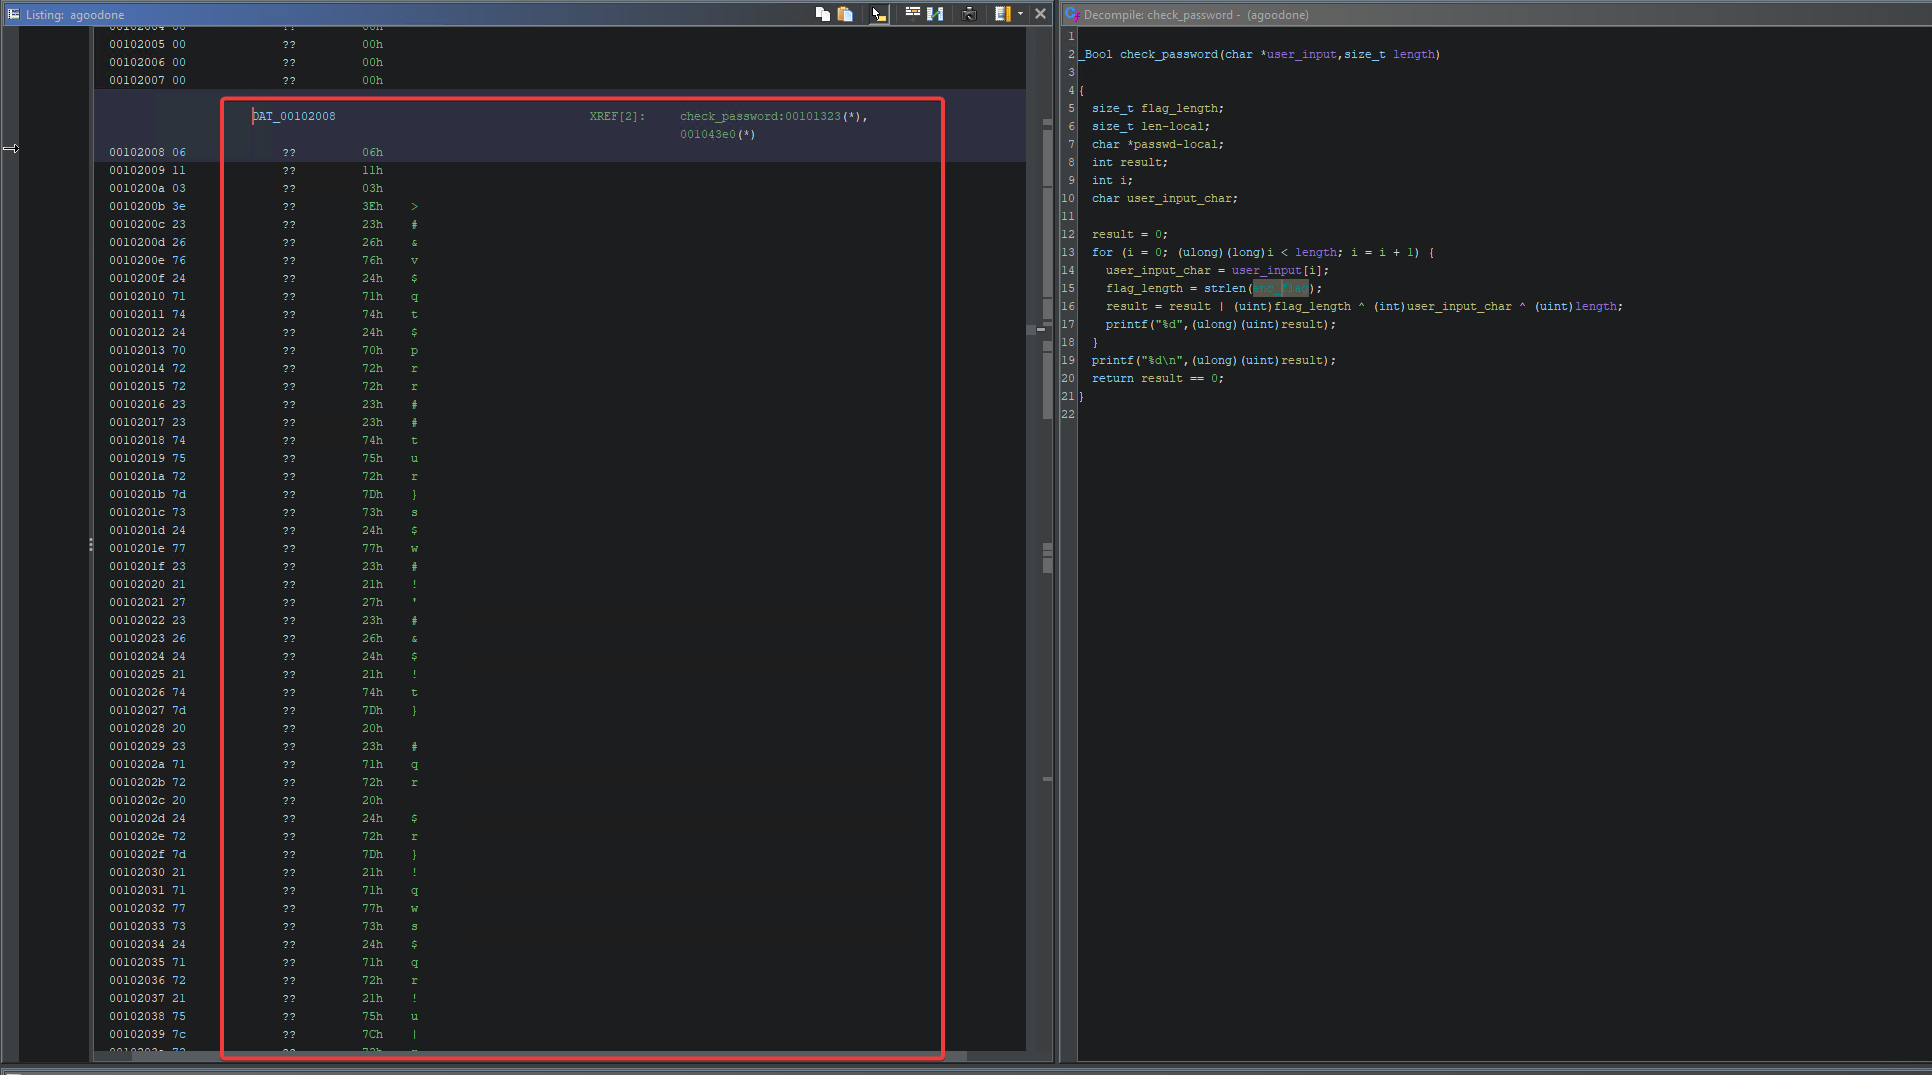 Listing: agoodone
00102005 00 ?? 00h
00102006 00 ?? 00h
00102007 00 ?? 00h
DAT_00102008 XREF[2]: check_password:00101323(*),
001043e0(*)
00102008 06 ?? 06h
00102009 11 ?? 11h
0010200a 03 ?? 03h
0010200b 3e ?? 3Eh >
0010200c 23 ?? 23h #
0010200d 26 ?? 26h &
0010200e 76 ?? 76h v
0010200f 24 ?? 24h $
00102010 71 ?? 71h q
00102011 74 ?? 74h t
00102012 24 ?? 24h $
00102013 70 ?? 70h p
00102014 72 ?? 72h r
00102015 72 ?? 72h r
00102016 23 ?? 23h #
00102017 23 ?? 23h #
00102018 74 ?? 74h t
00102019 75 ?? 75h u
0010201a 72 ?? 72h r
0010201b 7d ?? 7Dh }
0010201c 73 ?? 73h s
0010201d 24 ?? 24h $
0010201e 77 ?? 77h w
0010201f 23 ?? 23h #
00102020 21 ?? 21h !
00102021 27 ?? 27h '
00102022 23 ?? 23h #
00102023 26 ?? 26h &
00102024 24 ?? 24h $
00102025 21 ?? 21h !
00102026 74 ?? 74h t
00102027 7d ?? 7Dh }
00102028 20 ?? 20h
00102029 23 ?? 23h #
0010202a 71 ?? 71h q
0010202b 72 ?? 72h r
0010202c 20 ?? 20h
0010202d 24 ?? 24h $
0010202e 72 ?? 72h r
0010202f 7d ?? 7Dh }
00102030 21 ?? 21h !
00102031 71 ?? 71h q
00102032 77 ?? 77h w
00102033 73 ?? 73h s
00102034 24 ?? 24h $
00102035 71 ?? 71h q
00102036 72 ?? 72h r
00102037 21 ?? 21h !
00102038 75 ?? 75h u
00102039 7c ?? 7Ch |
Decompile: check_password - (agoodone)
1
2 _Bool check_password(char *user_input,size_t length)
3
4 {
5 size_t flag_length;
6 size_t len-local;
7 char *passwd-local;
8 int result;
9 int i;
10 char user_input_char;
11
12 result = 0;
13 for (i = 0; (ulong)(long)i < length; i = i + 1) {
14 user_input_char = user_input[i];
15 flag_length = strlen(enc_flag);
16 result = result | (uint)flag_length ^ (int)user_input_char ^ (uint)length;
17 printf("%d",(ulong)(uint)result);
18 }
19 printf("%d\n",(ulong)(uint)result);
20 return result == 0;
21 }
22